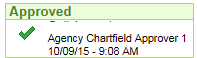 Approved
Agency Chartfield Approver 1
10/09/15 - 9:08 AM